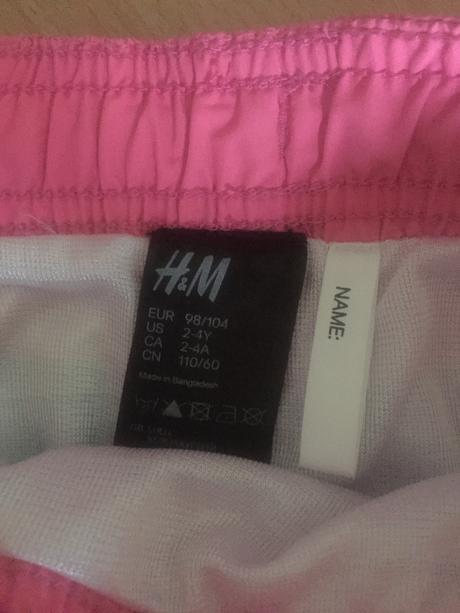 H&M
EUR 98/104
US 2-4Y
CA 2-4A
CN 110/60
Made in Bangladesh
NAME: